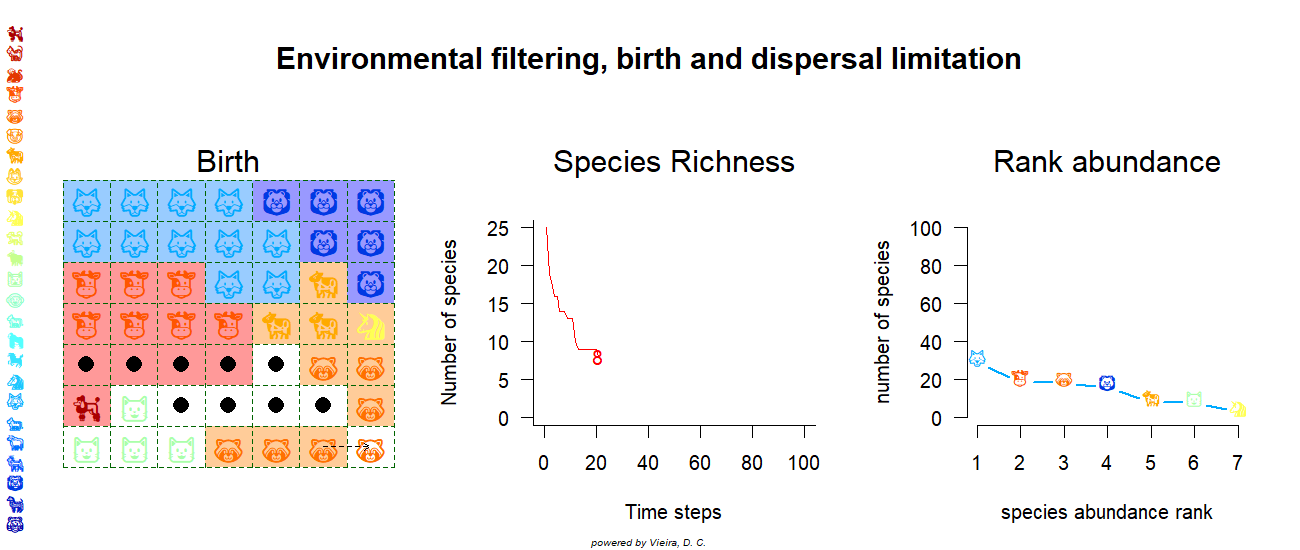 Environmental filtering, birth and dispersal limitation
Birth
Species Richness
Rank abundance
Number of species
25
20
15
10
5
0
8
0 20 40 60 80 100
Time steps
number of species
100
80
60
40
20
0
1 2 3 4 5 6 7
species abundance rank
powered by Vieira, D. C.